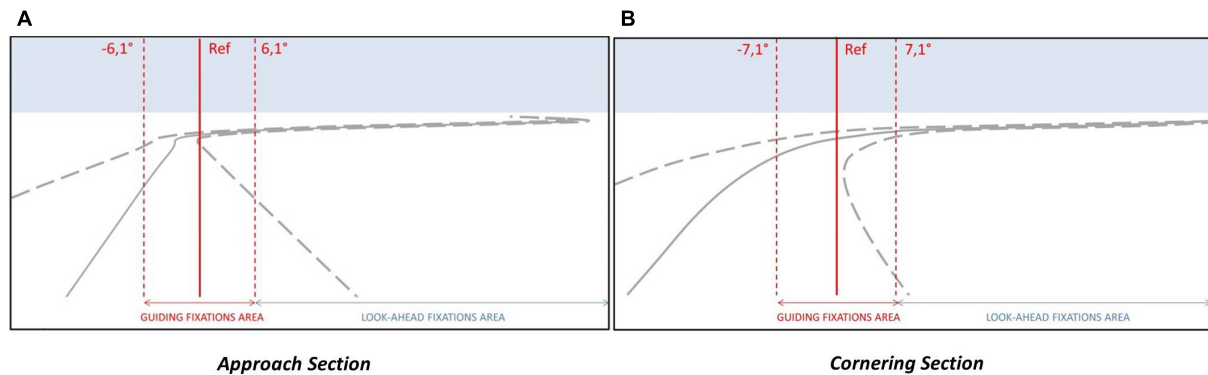 A
-6,1°
Ref
6,1°
GUIDING FIXATIONS AREA
LOOK-AHEAD FIXATIONS AREA
Approach Section
B
-7,1°
Ref
7,1°
GUIDING FIXATIONS AREA
LOOK-AHEAD FIXATIONS AREA
Cornering Section